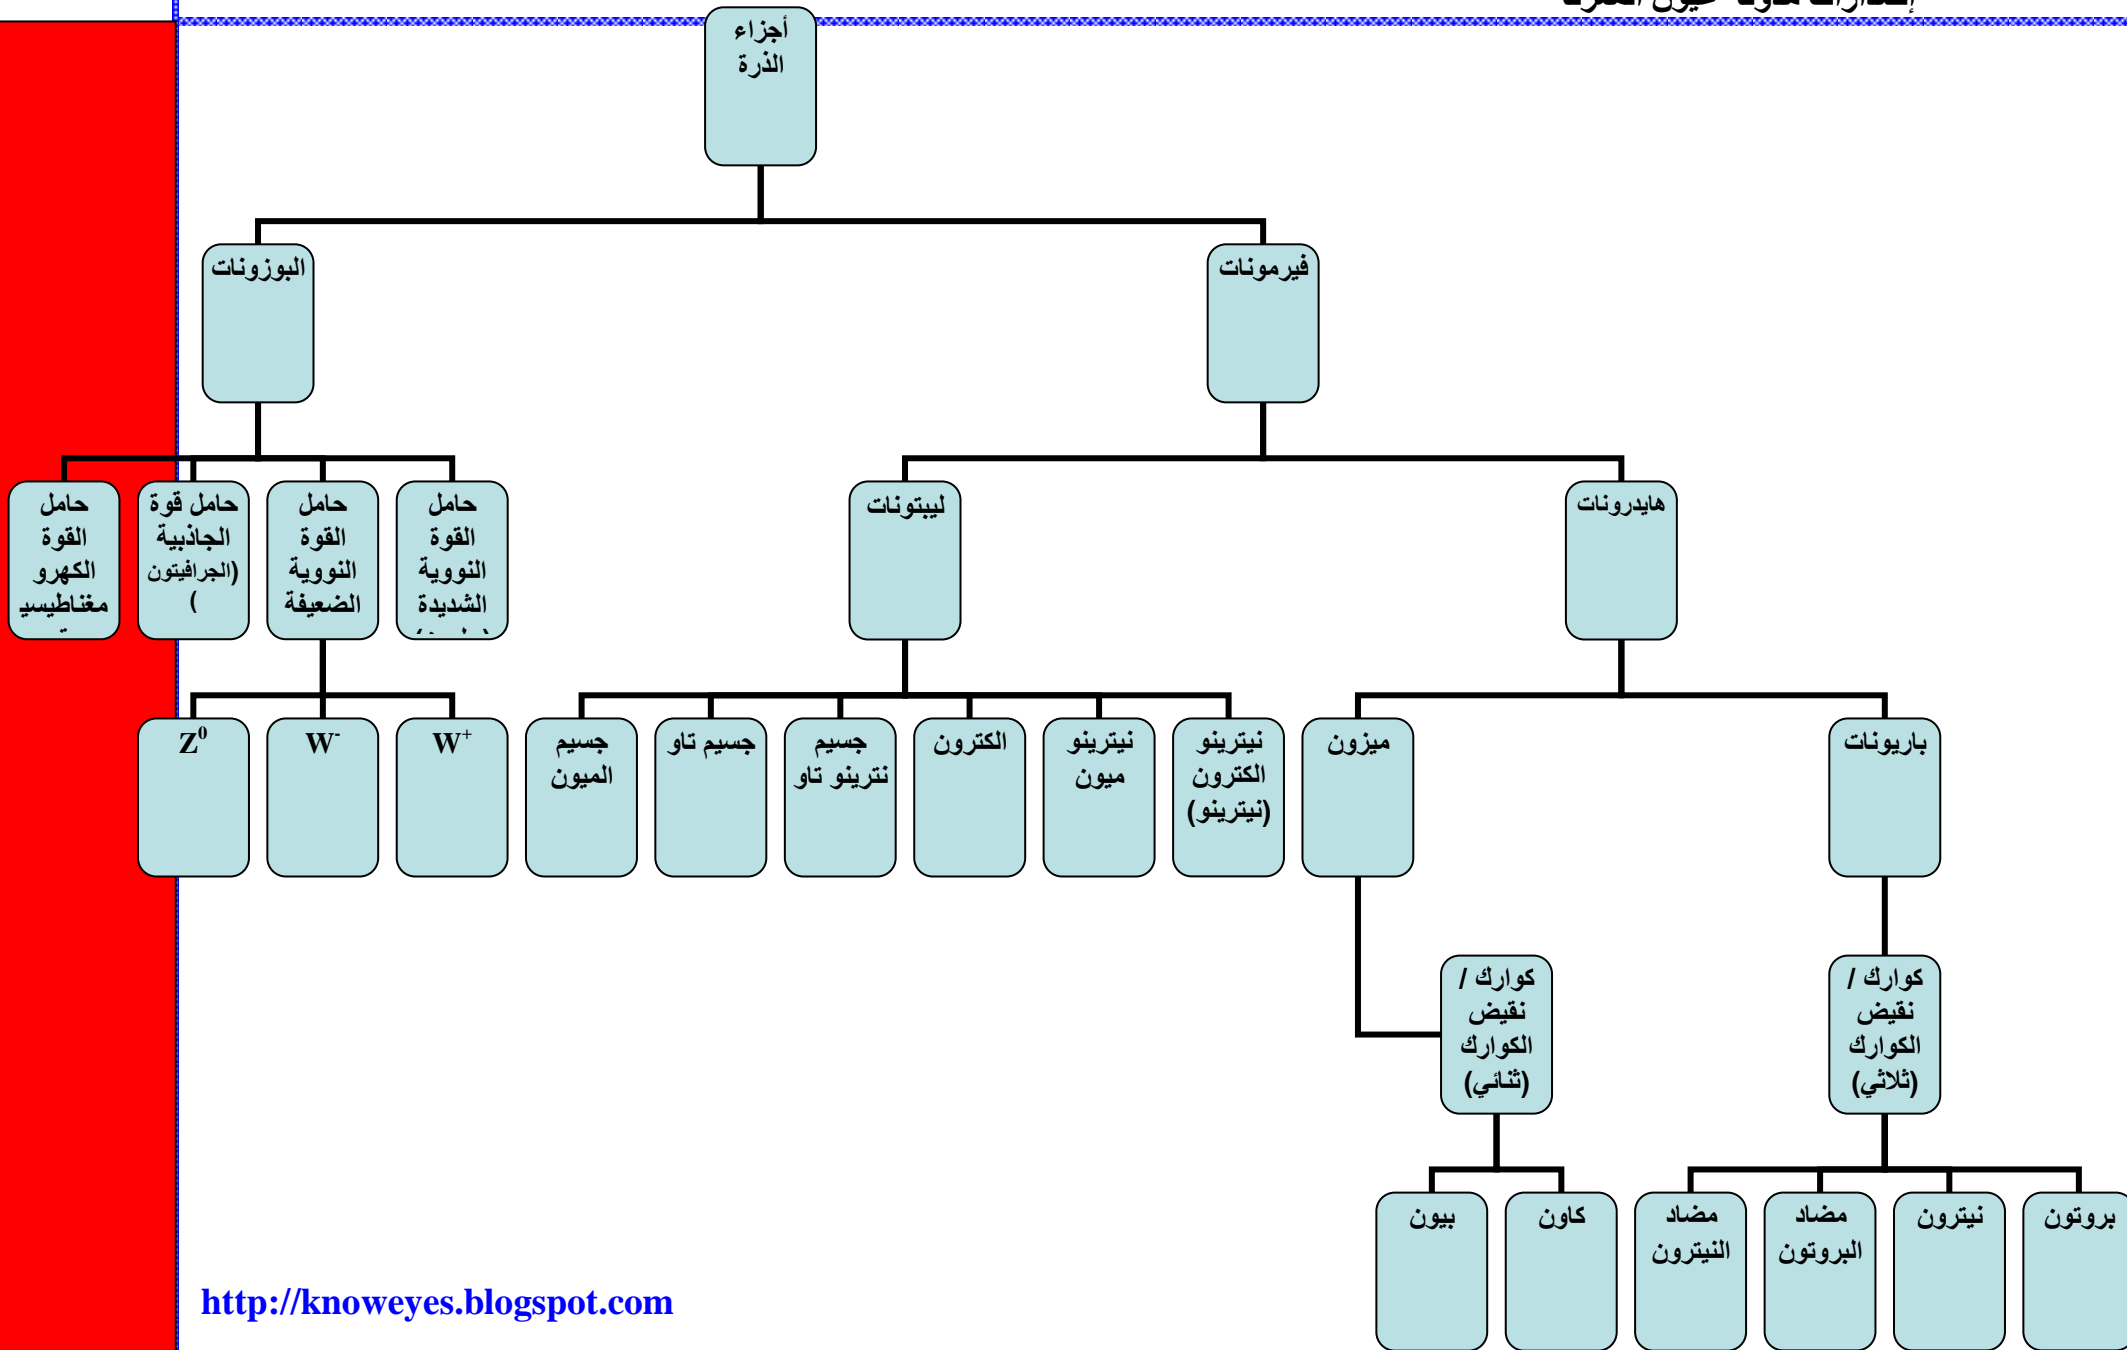 أجزاء
الذرة
فيرمونات
البوزونات
هايدرونات
ليبتونات
حامل
القوة
النووية
الشديدة
حامل
القوة
النووية
الضعيفة
حامل قوة
الجاذبية
(الجرافيتون
)
حامل
القوة
الكهرو
مغناطيسي
باريونات
ميزون
نيترينو
الكترون
(نيترينو)
نيترينو
ميون
الكترون
جسيم
نترينو تاو
جسيم تاو
جسيم
الميون
W+
W-
Z0
كوارك /
نقيض
الكوارك
(ثلاثي)
كوارك /
نقيض
الكوارك
(ثنائي)
بروتون
نيترون
مضاد
البروتون
مضاد
النيترون
كاون
بيون
http://knoweyes.blogspot.com